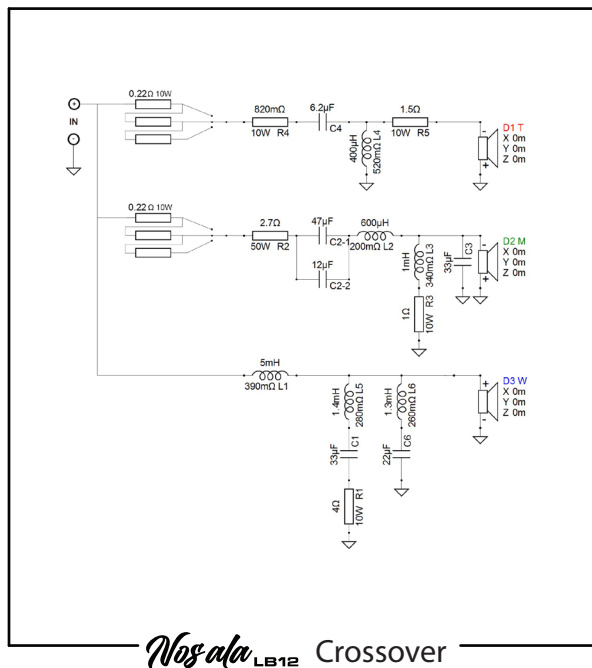 0.22Ω 10W
IN
820mΩ
10W R4
6.2µF
C4
400µH
520mΩ L4
1.5Ω
10W R5
D1 T
X 0m
Y 0m
Z 0m
0.22Ω 10W
2.7Ω
50W R2
47µF
C2-1
12µF
C2-2
600µH
200mΩ L2
1mH
340mΩ L3
1Ω
10W R3
33µF
C3
D2 M
X 0m
Y 0m
Z 0m
5mH
390mΩ L1
1.4mH
280mΩ L5
33µF
C1
4Ω
10W R1
1.3mH
260mΩ L6
22µF
C6
D3 W
X 0m
Y 0m
Z 0m
Nosala LB12 Crossover